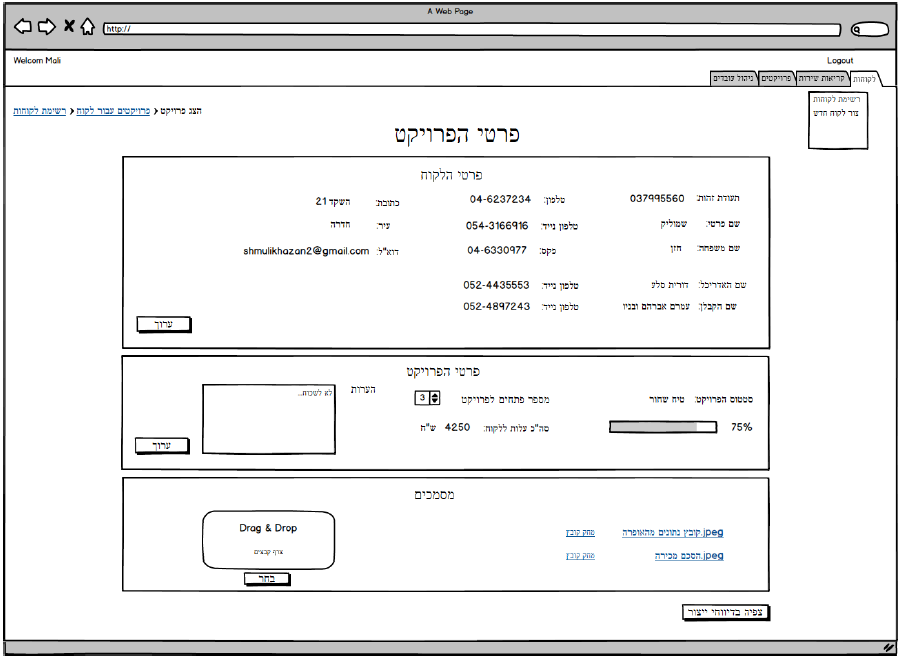 A Web Page
http://
Welcom Mali
Logout
לקוחות
קריאות שירות
פרויקטים
ניהול עובדים
רשימת לקוחות
צור לקוח חדש
רשימת לקוחות > פרויקטים עבור לקוח > הצג פרויקט
פרטי הפרויקט
פרטי הלקוח
תעודת זהות: 037995560 טלפון: 04-6237234 כתובת: השקד 21
שם פרטי: שמוליק טלפון נייד: 054-3166916 עיר: חדרה
שם משפחה: חזן פקס: 04-6330977 דוא"ל: shmulikhazan2@gmail.com
שם האדריכל: דורית סלע טלפון נייד: 052-4435553
שם הקבלן: עמרם אברהם ובניו טלפון נייד: 052-4897243
ערוך
פרטי הפרויקט
סטטוס הפרויקט: טיח שחור מספר פתחים לפרויקט 3 הערות
לא לשכוח...
75% סה"כ עלות ללקוח: 4250 ש"ח
ערוך
מסמכים
קובץ נתונים מהאופרה.jpeg מחק קובץ
הסכם מכירה.jpeg מחק קובץ
Drag & Drop
צרף קבצים
בחר
צפיה בדיווחי ייצור